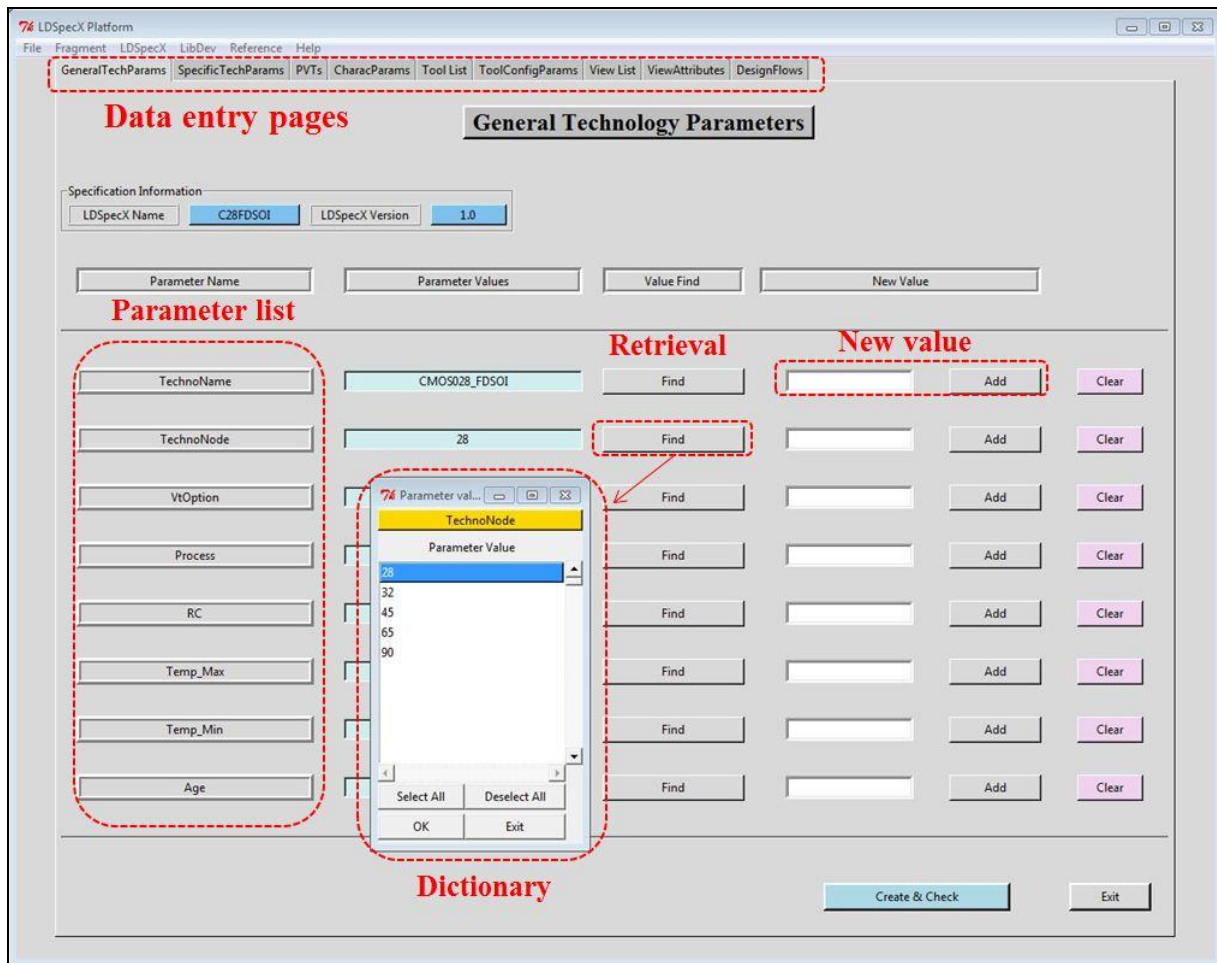 LDSpecX Platform
File Fragment LDSpecX LibDev Reference Help
GeneralTechParams SpecificTechParams PVTs CharacParams Tool List ToolConfigParams View List ViewAttributes DesignFlows
Data entry pages
General Technology Parameters
Specification Information
LDSpecX Name C28FDSOI LDSpecX Version 1.0
Parameter Name Parameter Values Value Find New Value
Parameter list
Retrieval New value
TechnoName CMOS028_FDSOI Find Add Clear
TechnoNode 28 Find Add Clear
VtOption Find Add Clear
Process Find Add Clear
RC Find Add Clear
Temp_Max Find Add Clear
Temp_Min Find Add Clear
Age Find Add Clear
Parameter val...
TechnoNode
Parameter Value
28
32
45
65
90
Select All Deselect All
OK Exit
Dictionary
Create & Check Exit